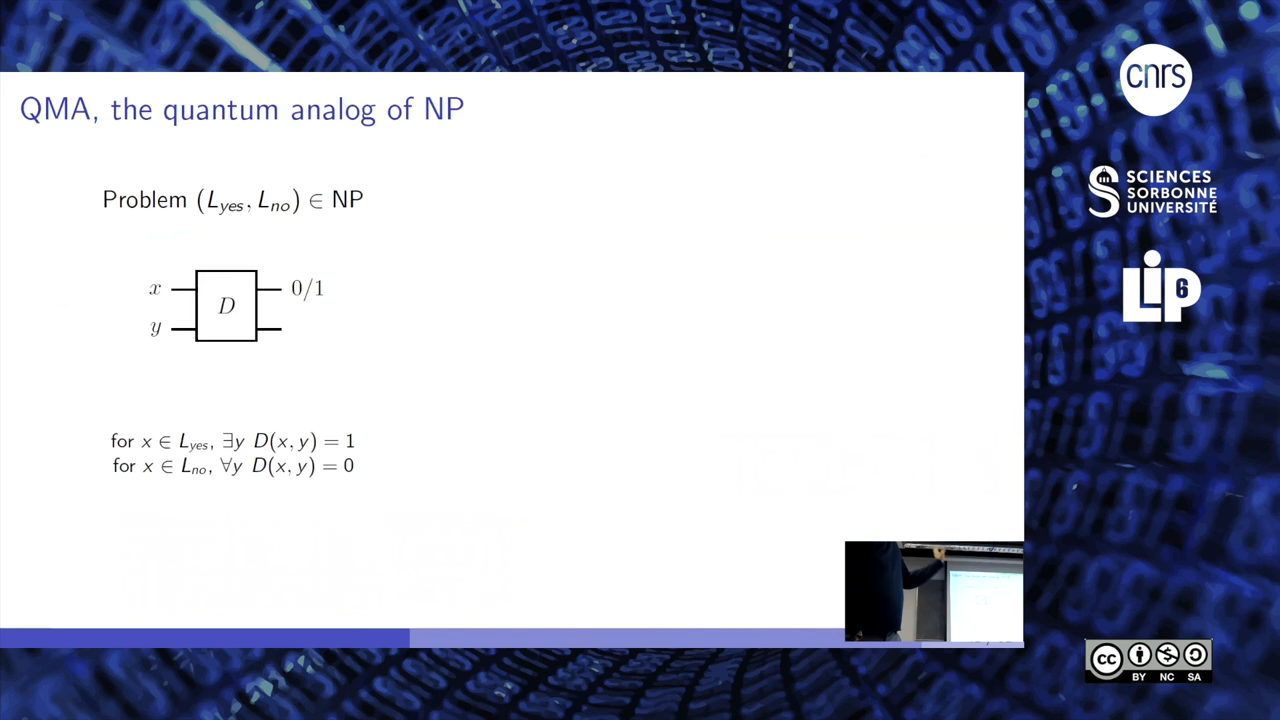 QMA, the quantum analog of NP
Problem (L_yes, L_no) ∈ NP
x
y
D
0/1
for x ∈ L_yes, ∃y D(x, y) = 1
for x ∈ L_no, ∀y D(x, y) = 0
cnrs
SCIENCES
SORBONNE
UNIVERSITÉ
LIP6
cc
BY NC SA